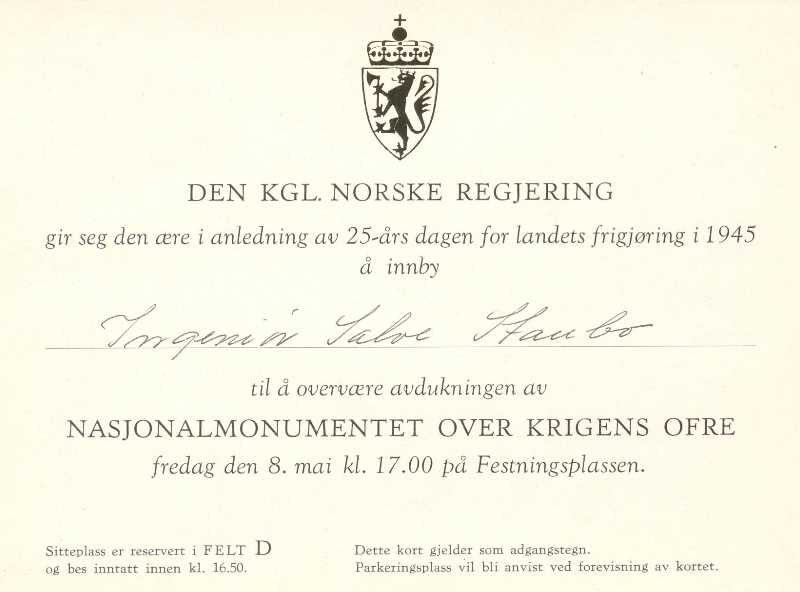 DEN KGL. NORSKE REGJERING
gir seg den ære i anledning av 25-års dagen for landets frigjøring i 1945
å innby
Ingeniør Salve Staubo
til å overvære avdukningen av
NASJONALMONUMENTET OVER KRIGENS OFRE
fredag den 8. mai kl. 17.00 på Festningsplassen.
Sitteplass er reservert i FELT D
og bes inntatt innen kl. 16.50.
Dette kort gjelder som adgangstegn.
Parkeringsplass vil bli anvist ved forevisning av kortet.